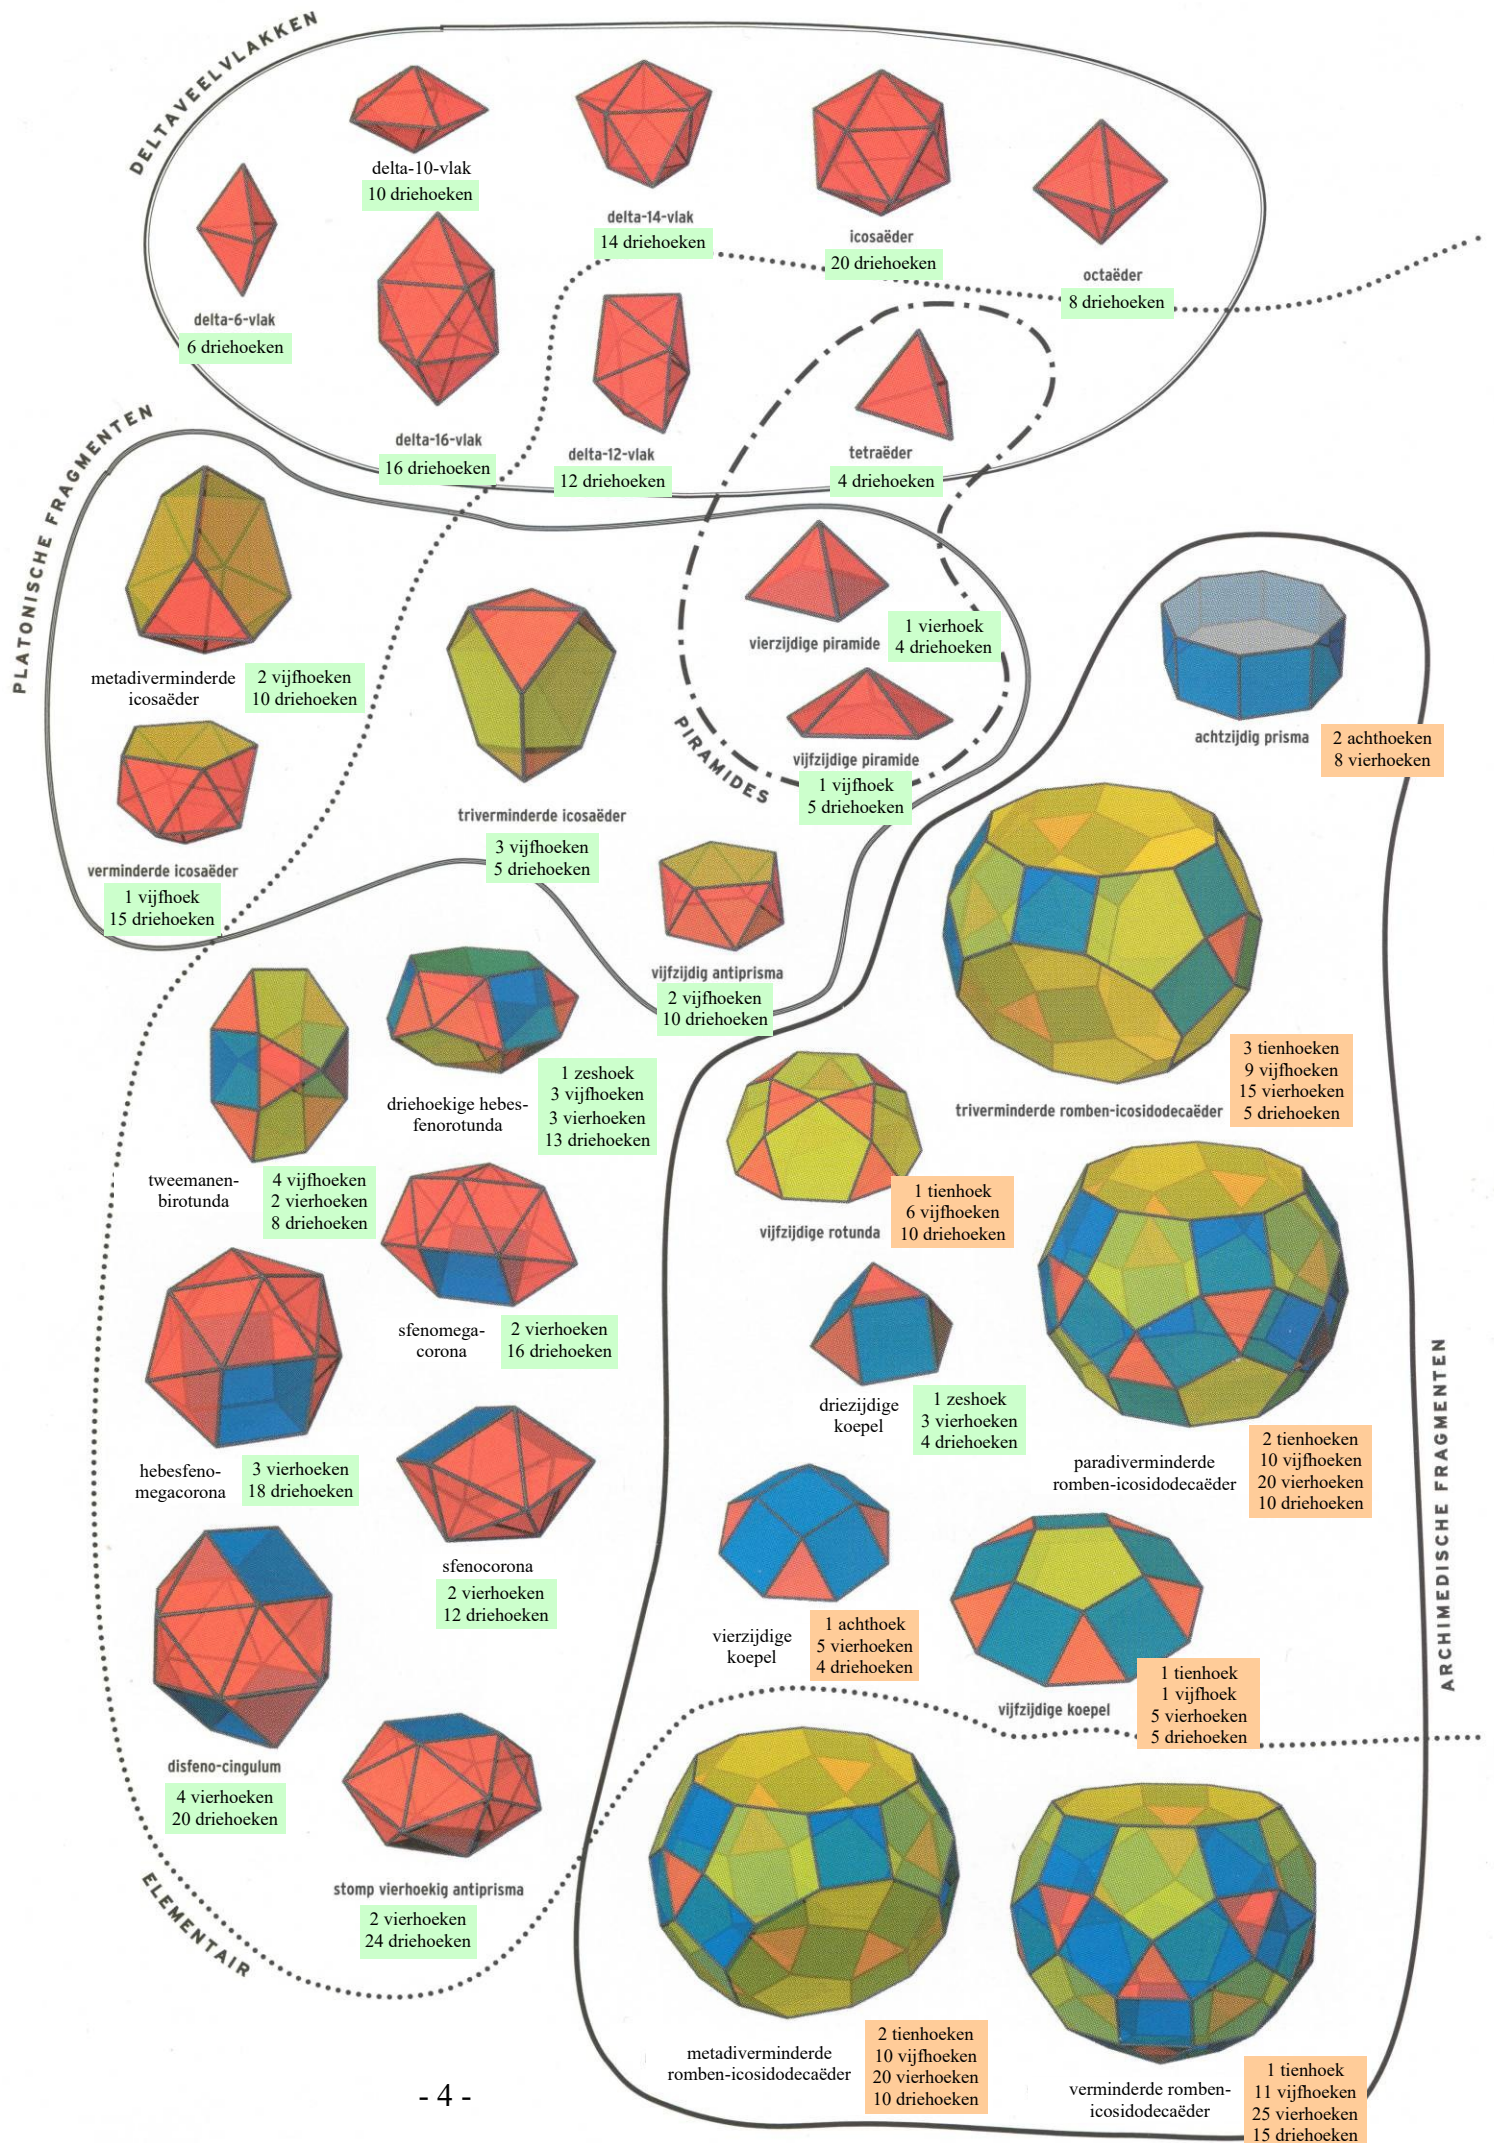 DELTAVEELVLAKKEN
delta-10-vlak
10 driehoeken
delta-14-vlak
14 driehoeken
icosaëder
20 driehoeken
octaëder
8 driehoeken
delta-6-vlak
6 driehoeken
delta-16-vlak
16 driehoeken
delta-12-vlak
12 driehoeken
tetraëder
4 driehoeken
PLATONISCHE FRAGMENTEN
metadiverminderde
icosaëder
2 vijfhoeken
10 driehoeken
vierzijdige piramide
1 vierhoek
4 driehoeken
vijfzijdige piramide
1 vijfhoek
5 driehoeken
PIRAMIDES
achtzijdig prisma
2 achthoeken
8 vierhoeken
triverminderde icosaëder
3 vijfhoeken
5 driehoeken
verminderde icosaëder
1 vijfhoek
15 driehoeken
vijfzijdig antiprisma
2 vijfhoeken
10 driehoeken
driehoekige hebes-
fenorotunda
1 zeshoek
3 vijfhoeken
3 vierhoeken
13 driehoeken
triverminderde romben-icosidodecaëder
3 tienhoeken
9 vijfhoeken
15 vierhoeken
5 driehoeken
tweemanen-
birotunda
4 vijfhoeken
2 vierhoeken
8 driehoeken
vijfzijdige rotunda
1 tienhoek
6 vijfhoeken
10 driehoeken
sfenomega-
corona
2 vierhoeken
16 driehoeken
driezijdige
koepel
1 zeshoek
3 vierhoeken
4 driehoeken
paradiverminderde
romben-icosidodecaëder
2 tienhoeken
10 vijfhoeken
20 vierhoeken
10 driehoeken
hebesfeno-
megacorona
3 vierhoeken
18 driehoeken
ARCHIMEDISCHE FRAGMENTEN
sfenocorona
2 vierhoeken
12 driehoeken
vierzijdige
koepel
1 achthoek
5 vierhoeken
4 driehoeken
vijfzijdige koepel
1 tienhoek
1 vijfhoek
5 vierhoeken
5 driehoeken
disfeno-cingulum
4 vierhoeken
20 driehoeken
stomp vierhoekig antiprisma
2 vierhoeken
24 driehoeken
ELEMENTAIR
metadiverminderde
romben-icosidodecaëder
2 tienhoeken
10 vijfhoeken
20 vierhoeken
10 driehoeken
verminderde romben-
icosidodecaëder
1 tienhoek
11 vijfhoeken
25 vierhoeken
15 driehoeken
- 4 -